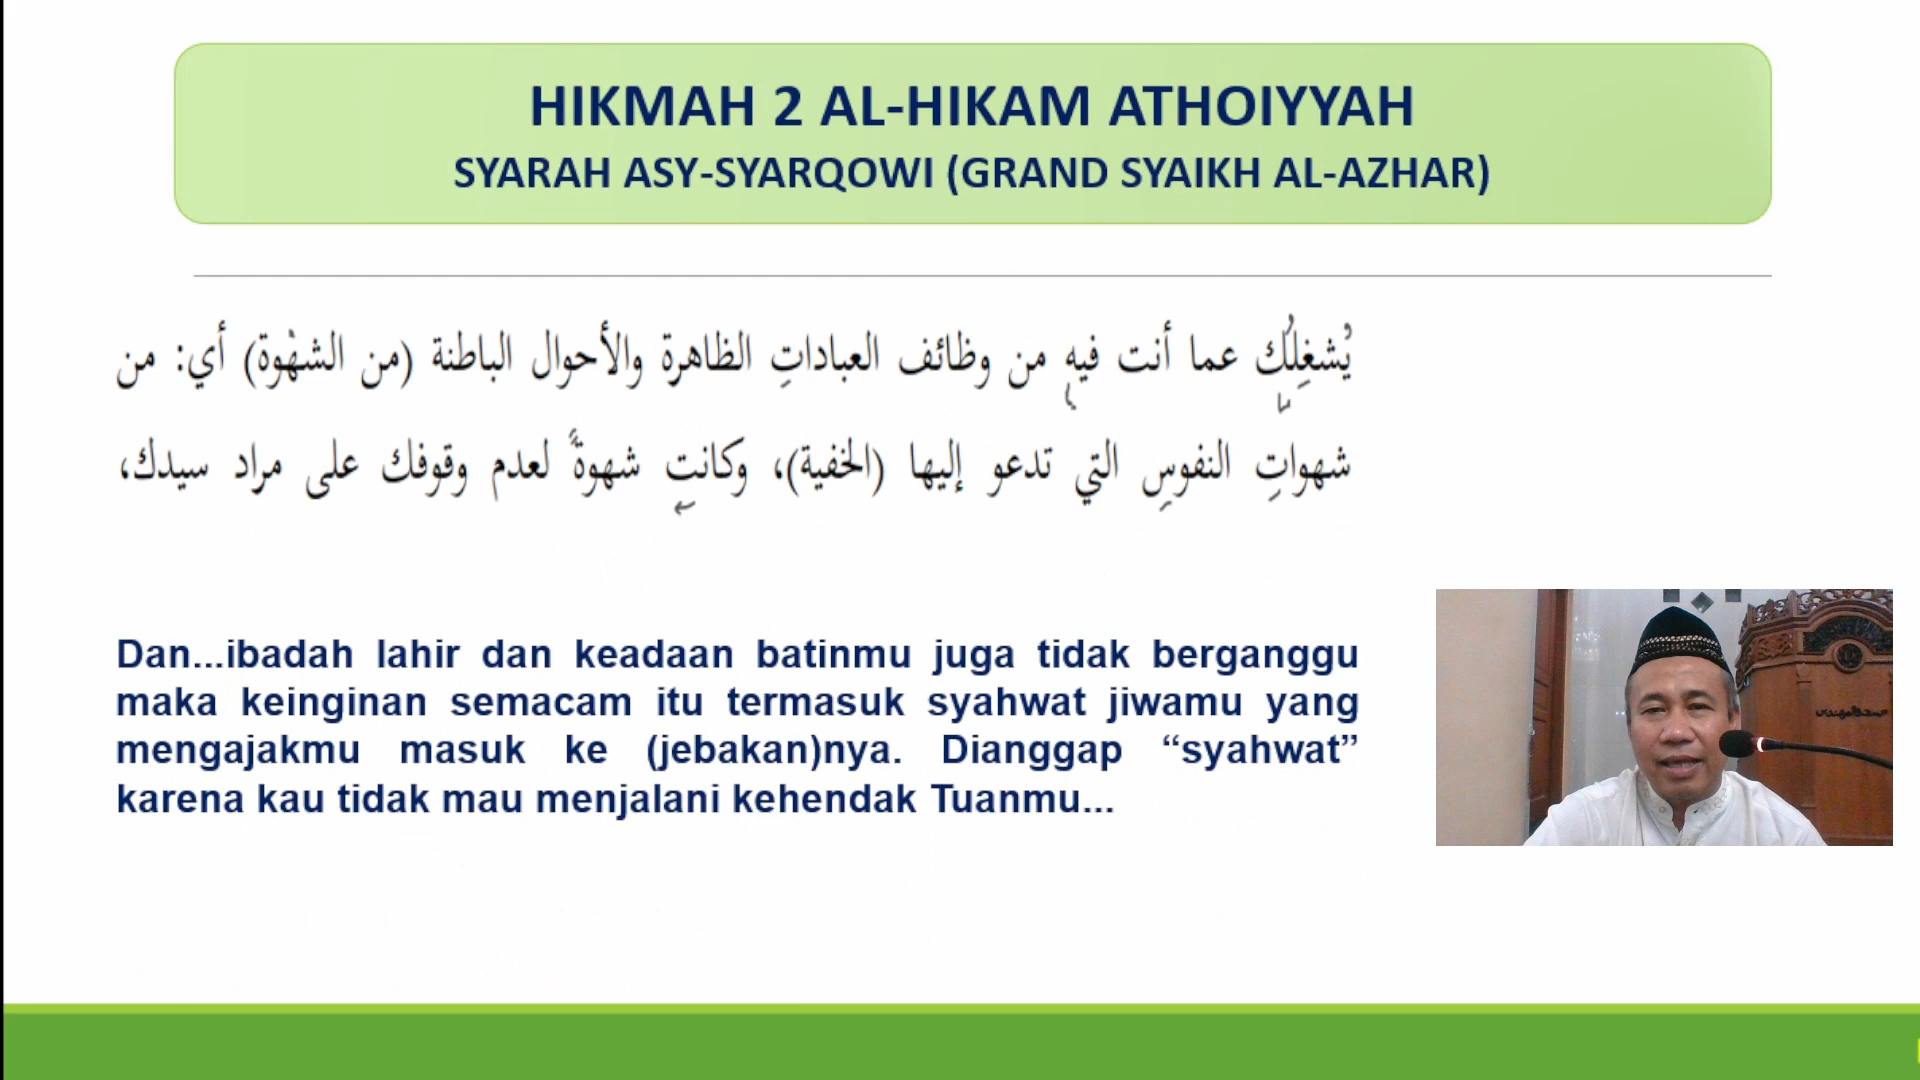 HIKMAH 2 AL-HIKAM ATHOIYYAH
SYARAH ASY-SYARQOWI (GRAND SYAIKH AL-AZHAR)
يُشغِلُك عما أنت فيهِ من وظائف العباداتِ الظاهرة والأحوال الباطنة (من الشهْوة) أي: من
شهواتِ النفوسِ التي تدعو إليها (الخفية)، وكانتِ شهوةً لعدم وقوفك على مراد سيدك،
Dan...ibadah lahir dan keadaan batinmu juga tidak berganggu
maka keinginan semacam itu termasuk syahwat jiwamu yang
mengajakmu masuk ke (jebakan)nya. Dianggap “syahwat”
karena kau tidak mau menjalani kehendak Tuanmu...